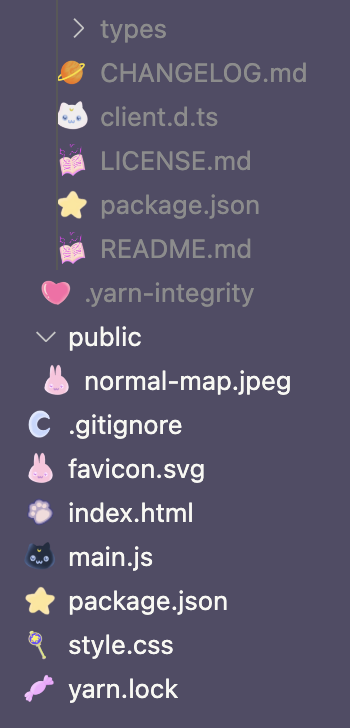 types
CHANGELOG.md
client.d.ts
LICENSE.md
package.json
README.md
.yarn-integrity
public
normal-map.jpeg
.gitignore
favicon.svg
index.html
main.js
package.json
style.css
yarn.lock